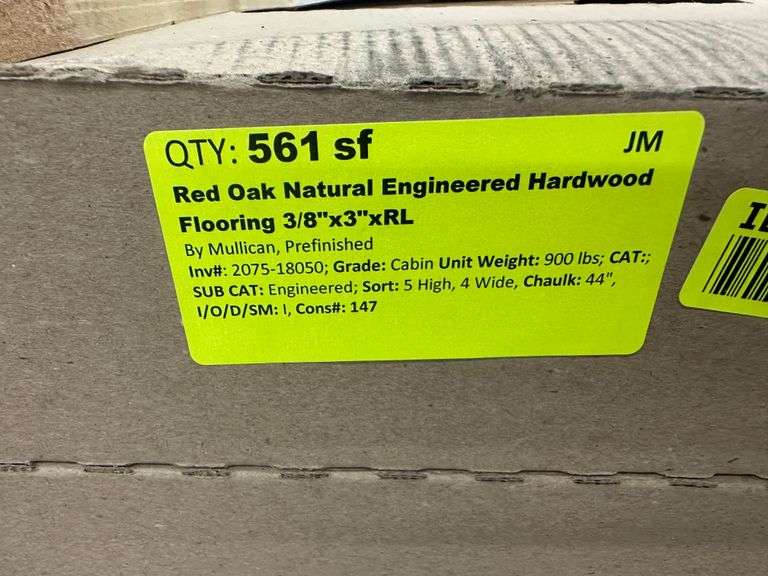 QTY: 561 sf JM
Red Oak Natural Engineered Hardwood
Flooring 3/8"x3"xRL
By Mullican, Prefinished
Inv#: 2075-18050; Grade: Cabin Unit Weight: 900 lbs; CAT:;
SUB CAT: Engineered; Sort: 5 High, 4 Wide, Chaulk: 44",
I/O/D/SM: I, Cons#: 147